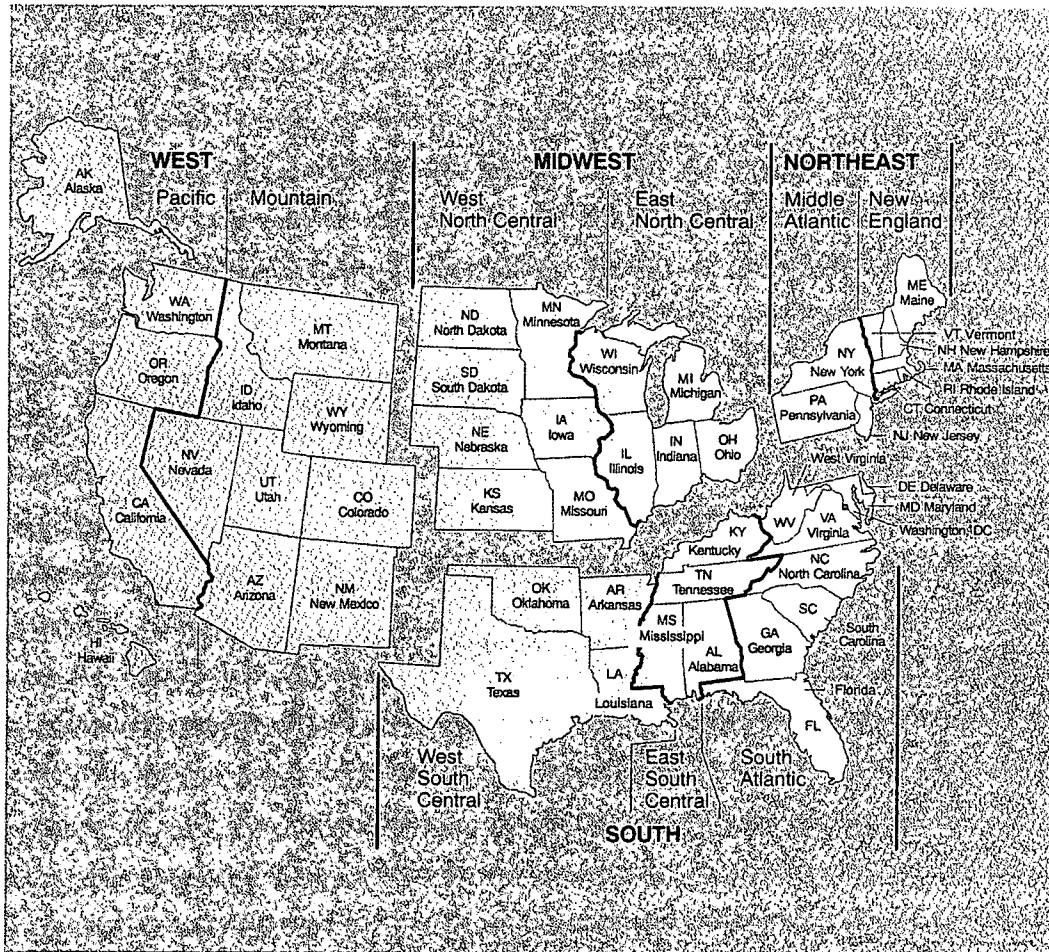 WEST
MIDWEST
NORTHEAST
Pacific
Mountain
West
North Central
East
North Central
Middle
Atlantic
New
England
AK
Alaska
WA
Washington
OR
Oregon
CA
California
NV
Nevada
ID
Idaho
MT
Montana
WY
Wyoming
UT
Utah
CO
Colorado
AZ
Arizona
NM
New Mexico
HI
Hawaii
ND
North Dakota
SD
South Dakota
NE
Nebraska
KS
Kansas
MN
Minnesota
IA
Iowa
MO
Missouri
WI
Wisconsin
MI
Michigan
IL
Illinois
IN
Indiana
OH
Ohio
ME
Maine
VT Vermont
NH New Hampshire
MA Massachusetts
RI Rhode Island
CT Connecticut
NY
New York
PA
Pennsylvania
NJ New Jersey
West Virginia
DE Delaware
MD Maryland
Washington DC
WV
VA
Virginia
KY
Kentucky
NC
North Carolina
TN
Tennessee
SC
South
Carolina
OK
Oklahoma
AR
Arkansas
MS
Mississippi
AL
Alabama
GA
Georgia
TX
Texas
LA
Louisiana
Florida
FL
West
South
Central
East
South
Central
South
Atlantic
SOUTH